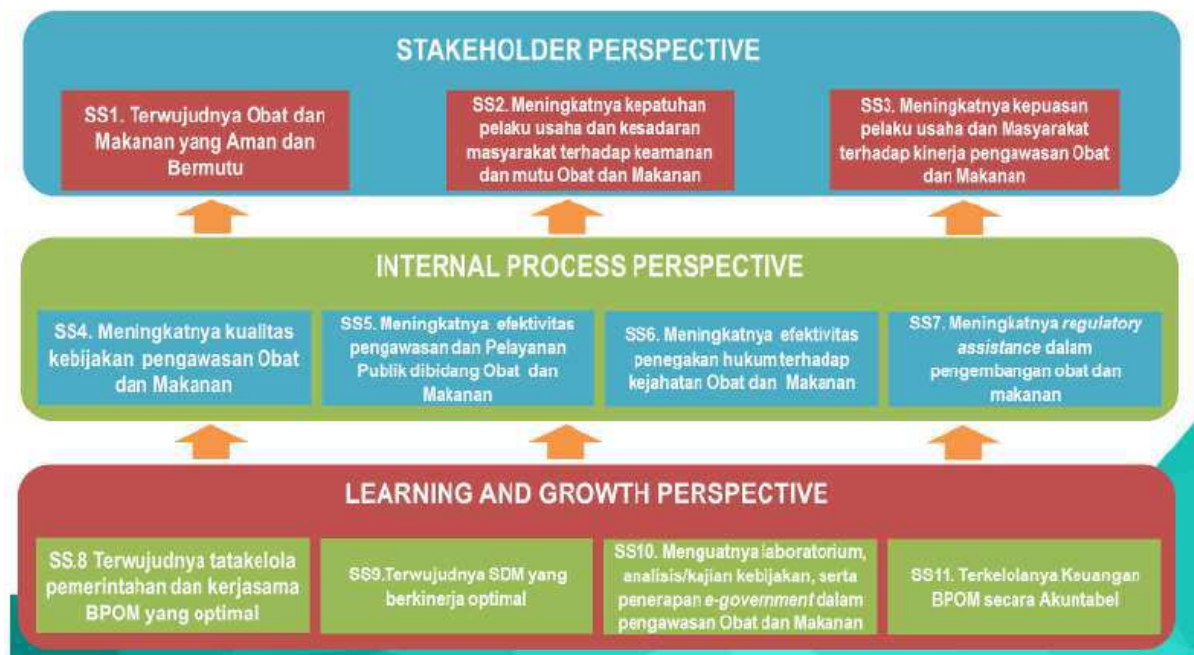 STAKEHOLDER PERSPECTIVE
SS1. Terwujudnya Obat dan
Makanan yang Aman dan
Bermutu
SS2. Meningkatnya kepatuhan
pelaku usaha dan kesadaran
masyarakat terhadap keamanan
dan mutu Obat dan Makanan
SS3. Meningkatnya kepuasan
pelaku usaha dan Masyarakat
terhadap kinerja pengawasan Obat
dan Makanan
INTERNAL PROCESS PERSPECTIVE
SS4. Meningkatnya kualitas
kebijakan pengawasan Obat
dan Makanan
SS5. Meningkatnya efektivitas
pengawasan dan Pelayanan
Publik dibidang Obat dan
Makanan
SS6. Meningkatnya efektivitas
penegakan hukum terhadap
kejahatan Obat dan Makanan
SS7. Meningkatnya regulatory
assistance dalam
pengembangan obat dan
makanan
LEARNING AND GROWTH PERSPECTIVE
SS.8 Terwujudnya tatakelola
pemerintahan dan kerjasama
BPOM yang optimal
SS9.Terwujudnya SDM yang
berkinerja optimal
SS10. Menguatnya laboratorium,
analisis/kajian kebijakan, serta
penerapan e-government dalam
pengawasan Obat dan Makanan
SS11. Terkelolanya Keuangan
BPOM secara Akuntabel